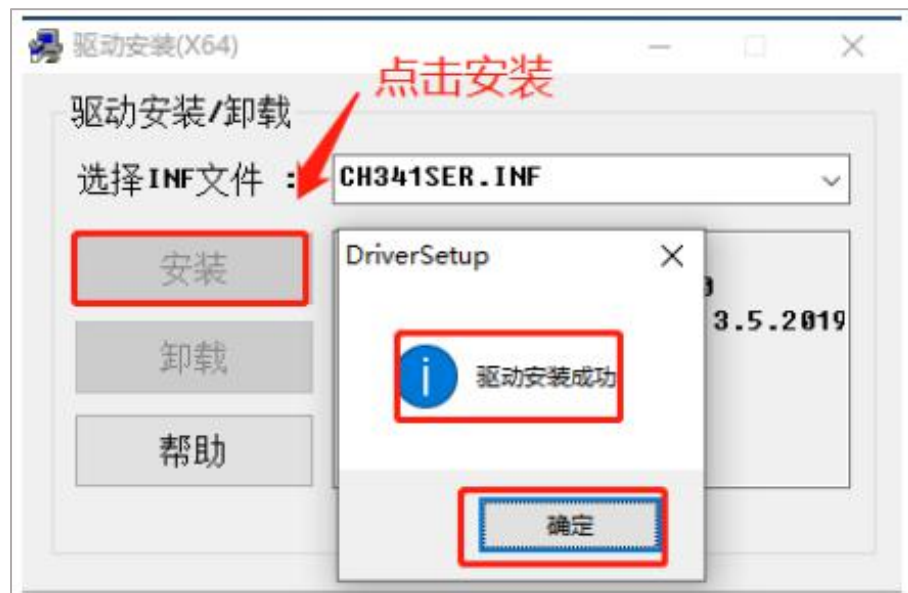 驱动安装(X64)
点击安装
驱动安装/卸载
选择INF文件 :
CH341SER.INF
安装
DriverSetup
3.5.2019
卸载
驱动安装成功
帮助
确定